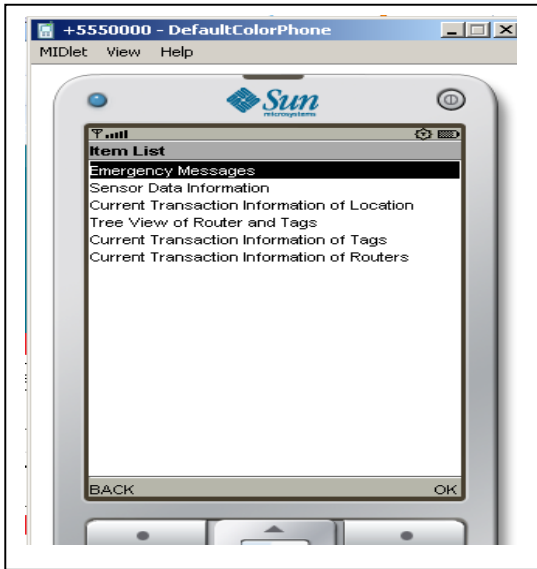 +5550000 - DefaultColorPhone
MIDlet View Help
Sun
microsystems
Item List
Emergency Messages
Sensor Data Information
Current Transaction Information of Location
Tree View of Router and Tags
Current Transaction Information of Tags
Current Transaction Information of Routers
BACK OK